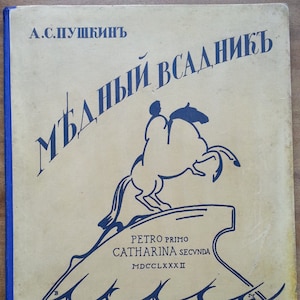 А.С.ПУШКИНЪ
МѢДНЫЙ ВСАДНИКЪ
PETRO PRIMO
CATHARINA SECVNDA
MDCCLXXXII